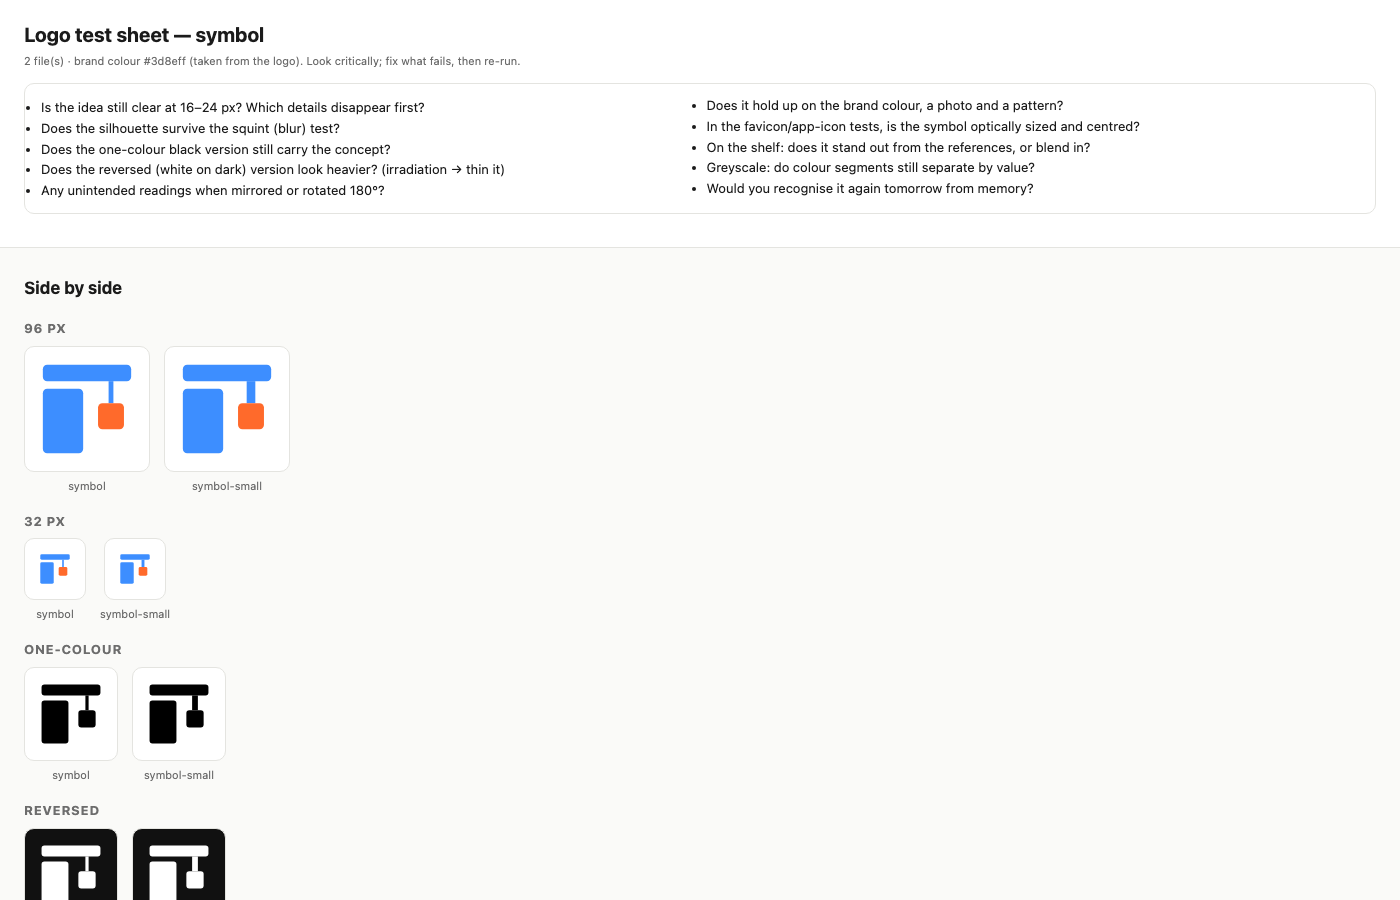 Logo test sheet — symbol
2 file(s) · brand colour #3d8eff (taken from the logo). Look critically; fix what fails, then re-run.
• Is the idea still clear at 16–24 px? Which details disappear first?
• Does the silhouette survive the squint (blur) test?
• Does the one-colour black version still carry the concept?
• Does the reversed (white on dark) version look heavier? (irradiation → thin it)
• Any unintended readings when mirrored or rotated 180°?
• Does it hold up on the brand colour, a photo and a pattern?
• In the favicon/app-icon tests, is the symbol optically sized and centred?
• On the shelf: does it stand out from the references, or blend in?
• Greyscale: do colour segments still separate by value?
• Would you recognise it again tomorrow from memory?
Side by side
96 PX
symbol
symbol-small
32 PX
symbol
symbol-small
ONE-COLOUR
symbol
symbol-small
REVERSED